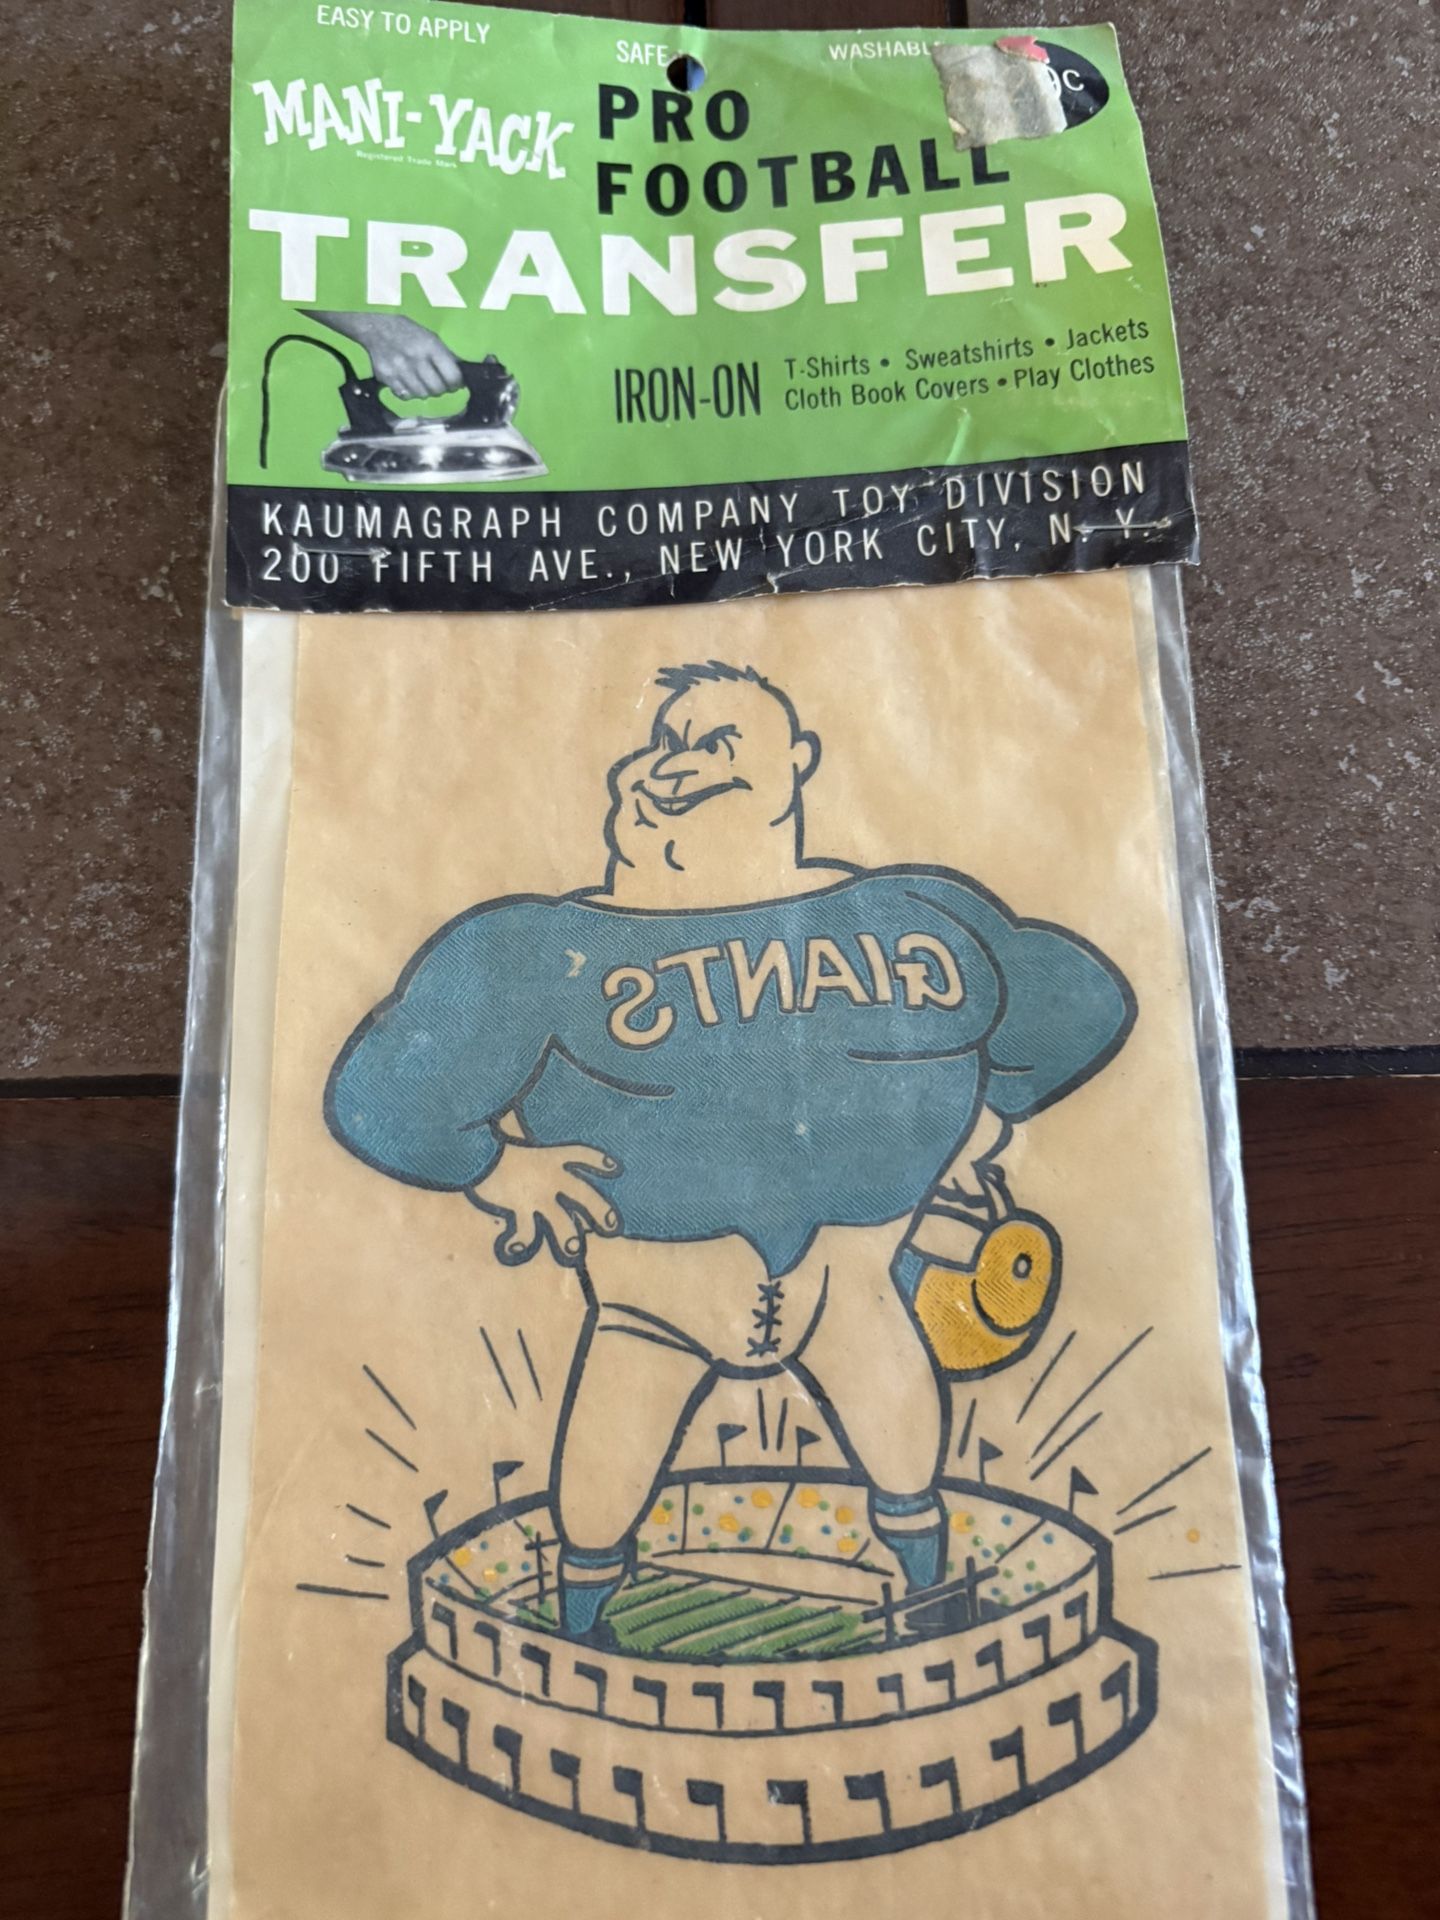 EASY TO APPLY SAFE
MANI-YACK
Registered Trade Mark
PRO
FOOTBALL
TRANSFER
IRON-ON
T-Shirts • Sweatshirts • Jackets
Cloth Book Covers • Play Clothes
KAUMAGRAPH COMPANY TOY DIVISION
200 FIFTH AVE., NEW YORK CITY, N. Y.
GIANTS